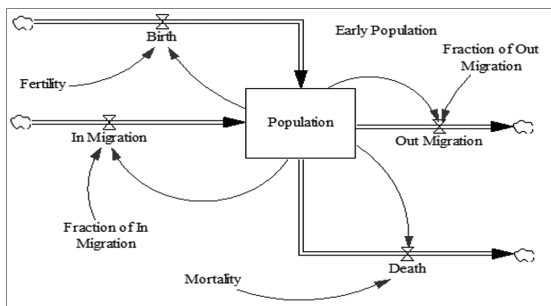 Birth
Early Population
Fraction of Out
Migration
Fertility
In Migration
Population
Out Migration
Fraction of In
Migration
Mortality
Death